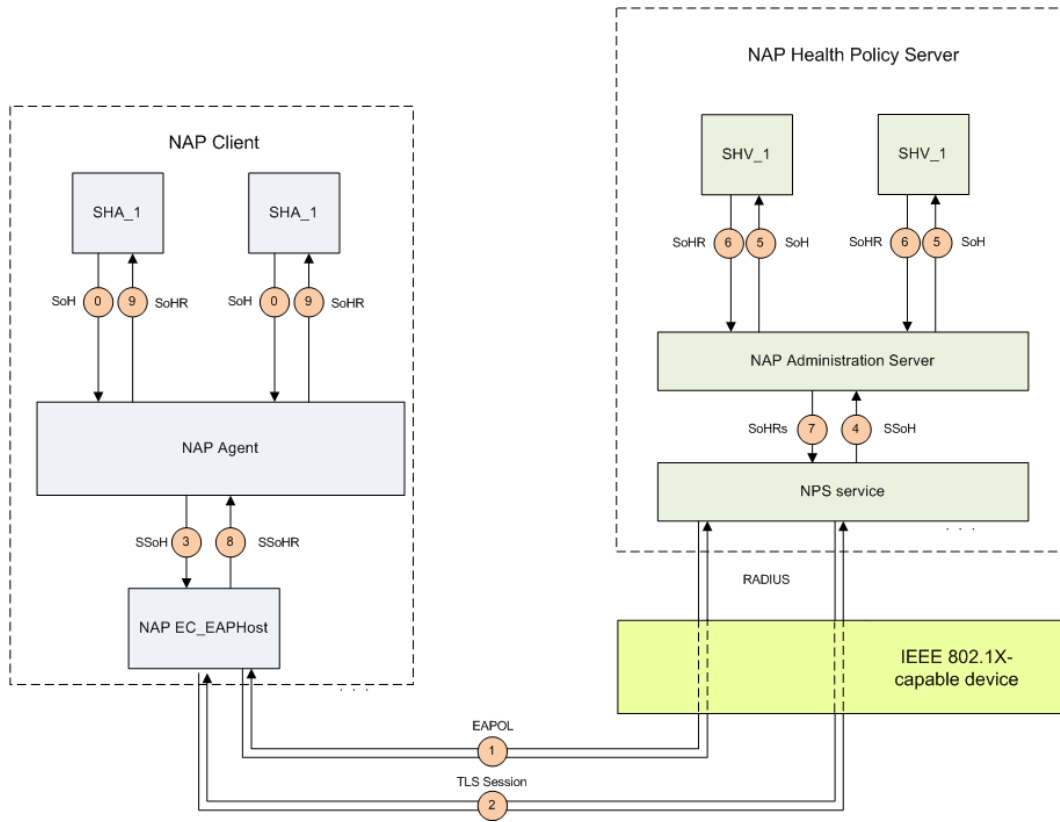 NAP Health Policy Server
NAP Client
SHV_1
SHV_1
SHA_1
SHA_1
SoHR 6 5 SoH
SoHR 6 5 SoH
SoH 0 9 SoHR
SoH 0 9 SoHR
NAP Administration Server
NAP Agent
SoHRs 7 4 SSoH
NPS service
. . .
SSoH 3 8 SSoHR
RADIUS
NAP EC_EAPHost
IEEE 802.1X-
capable device
. . .
EAPOL
1
TLS Session
2